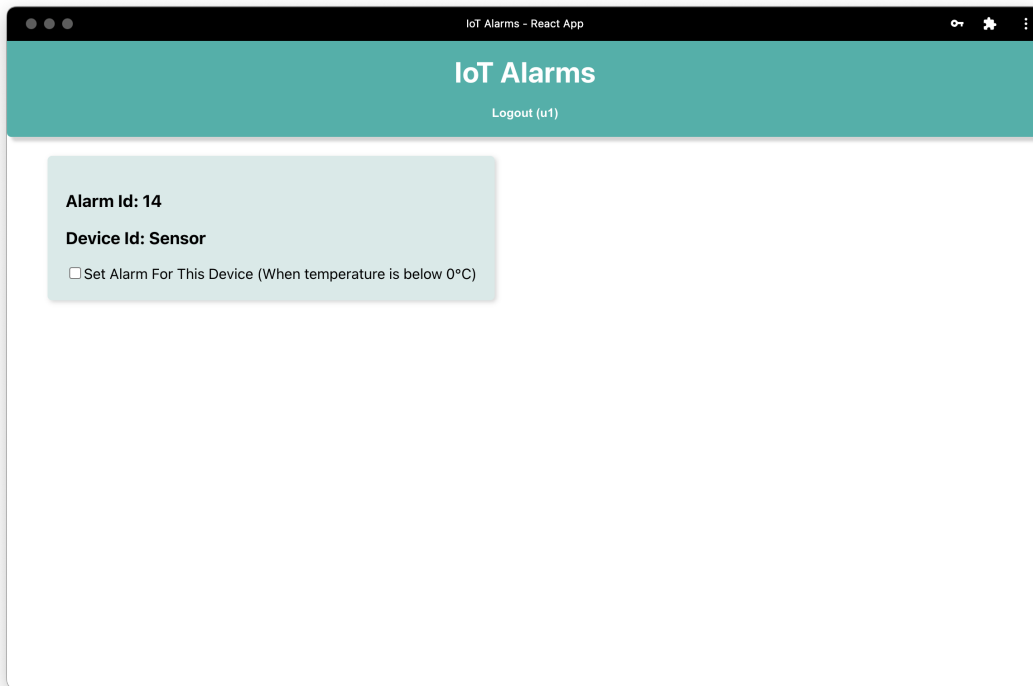 IoT Alarms - React App
IoT Alarms
Logout (u1)
Alarm Id: 14
Device Id: Sensor
Set Alarm For This Device (When temperature is below 0°C)